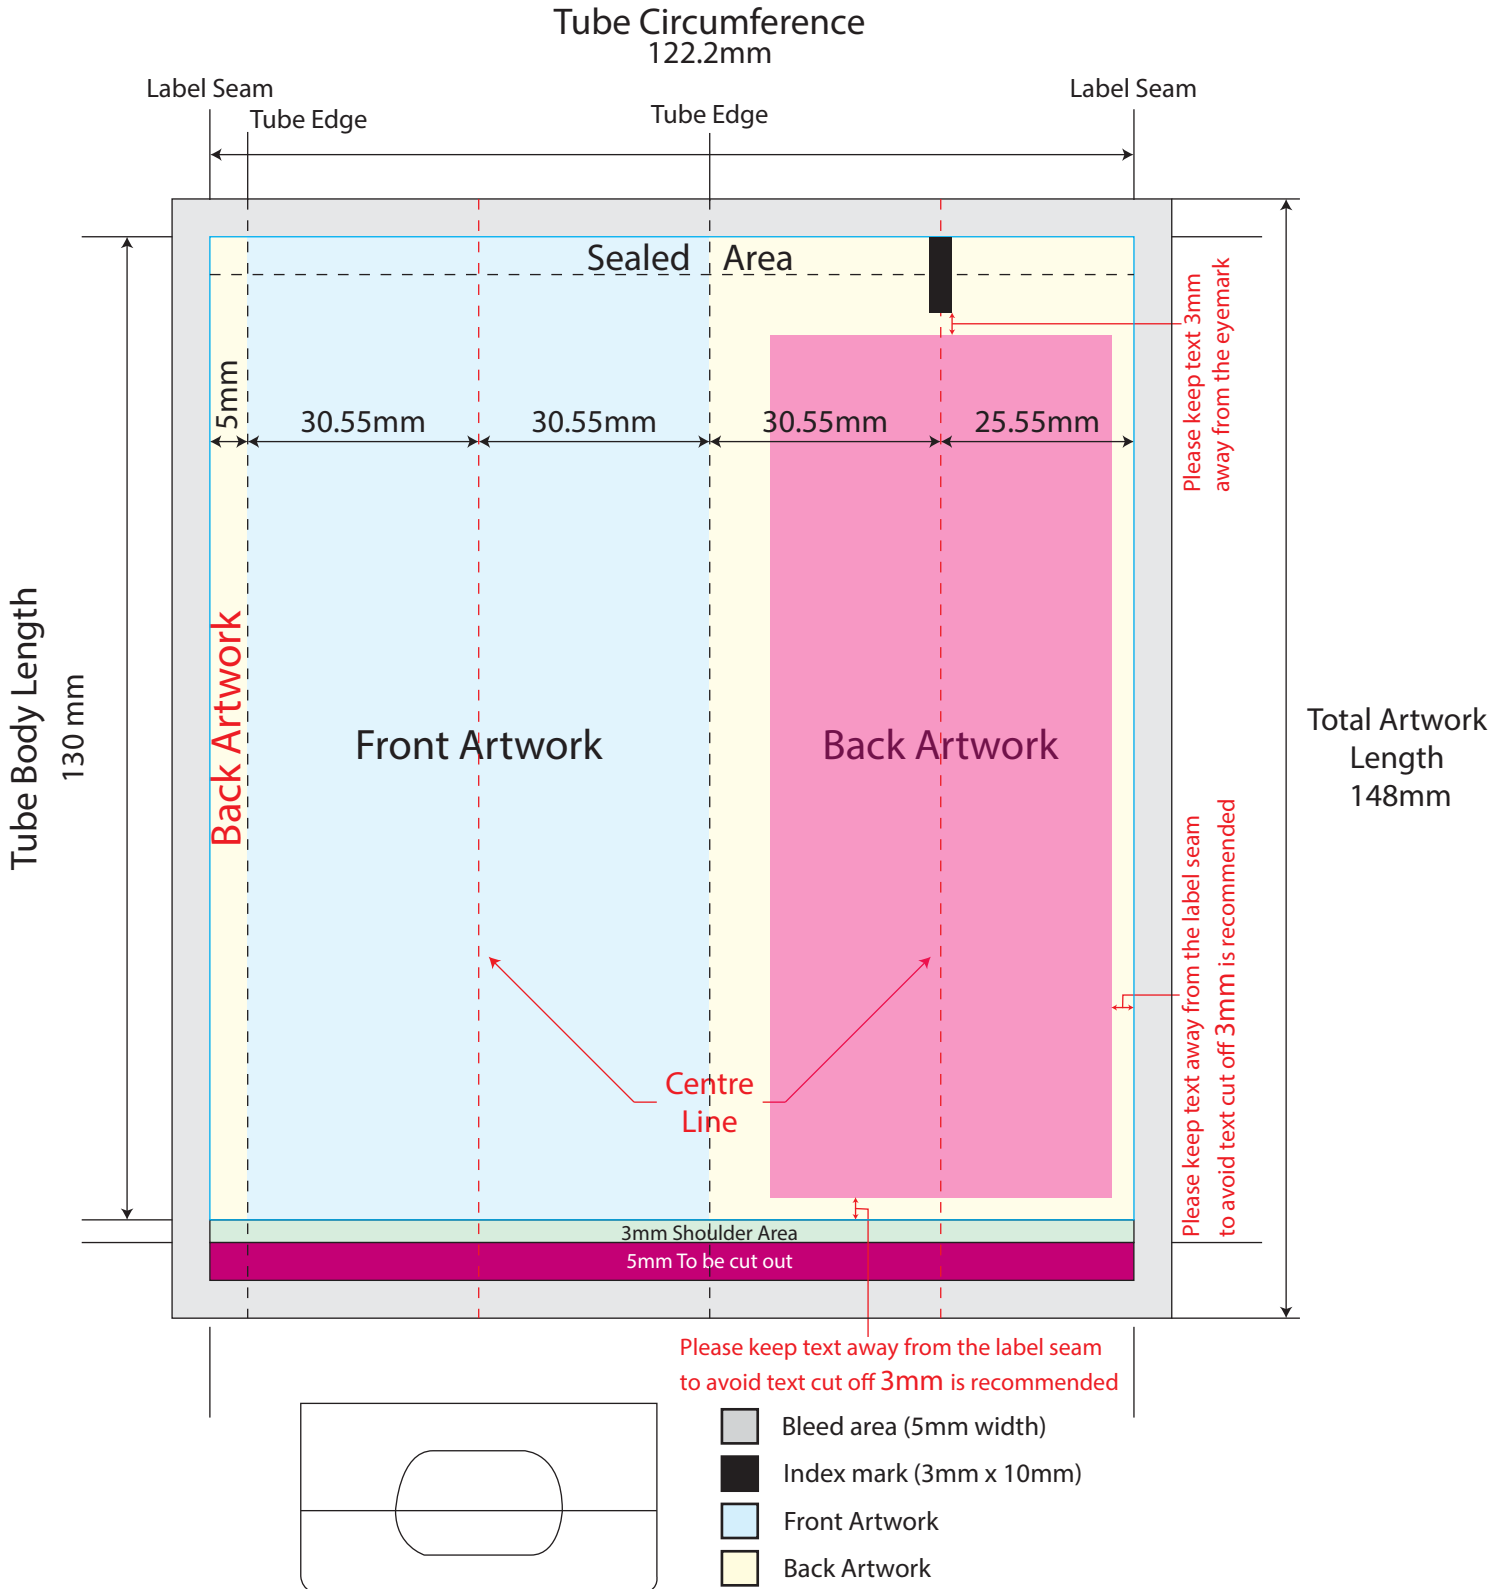 Tube Circumference
122.2mm
Label Seam
Label Seam
Tube Edge
Tube Edge
Sealed Area
5mm
30.55mm
30.55mm
30.55mm
25.55mm
Please keep text 3mm
away from the eyemark
Tube Body Length
130 mm
Back Artwork
Front Artwork
Back Artwork
Total Artwork
Length
148mm
Please keep text away from the label seam
to avoid text cut off 3mm is recommended
Centre
Line
3mm Shoulder Area
5mm To be cut out
Please keep text away from the label seam
to avoid text cut off 3mm is recommended
Bleed area (5mm width)
Index mark (3mm x 10mm)
Front Artwork
Back Artwork